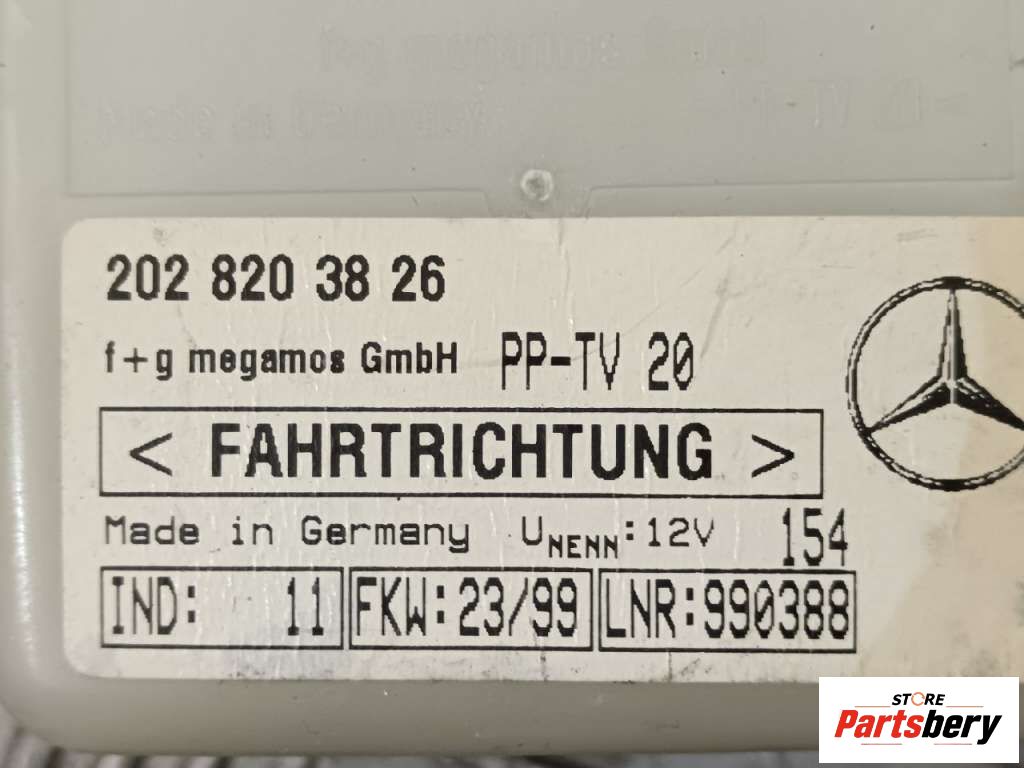 202 820 38 26
f+g megamos GmbH PP-TV 20
< FAHRTRICHTUNG >
Made in Germany UNENN:12V 154
IND: 11 FKW:23/99 LNR:990388
STORE
Partsbery